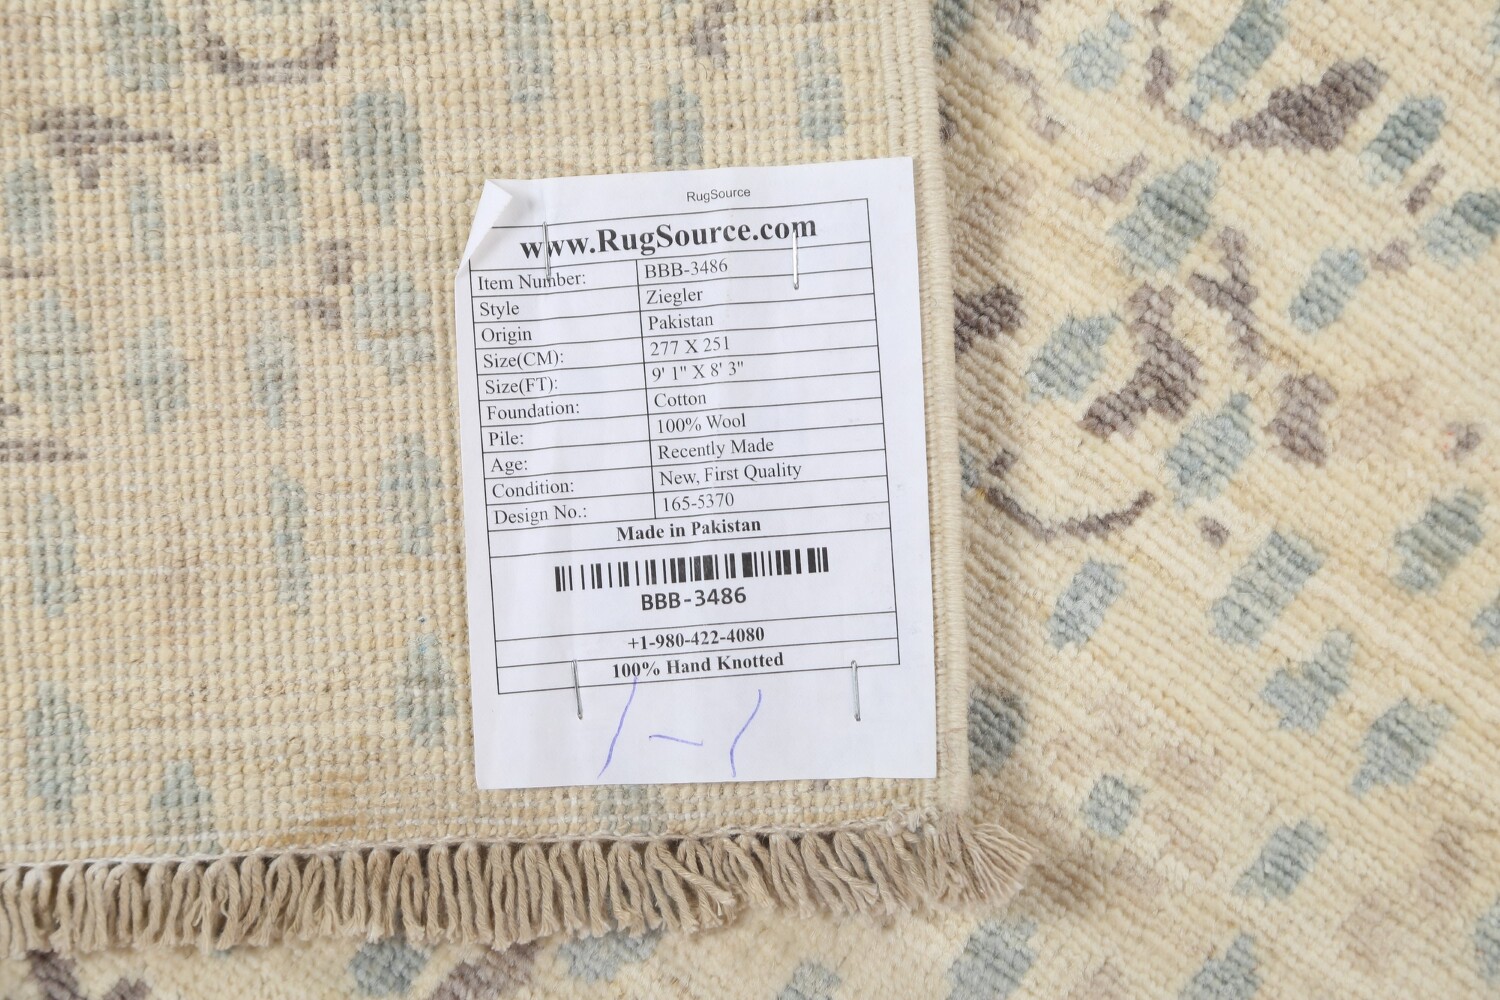 RugSource
www.RugSource.com
Item Number: BBB-3486
Style Ziegler
Origin Pakistan
Size(CM): 277 X 251
Size(FT): 9' 1" X 8' 3"
Foundation: Cotton
Pile: 100% Wool
Age: Recently Made
Condition: New, First Quality
Design No.: 165-5370
Made in Pakistan
BBB-3486
+1-980-422-4080
100% Hand Knotted